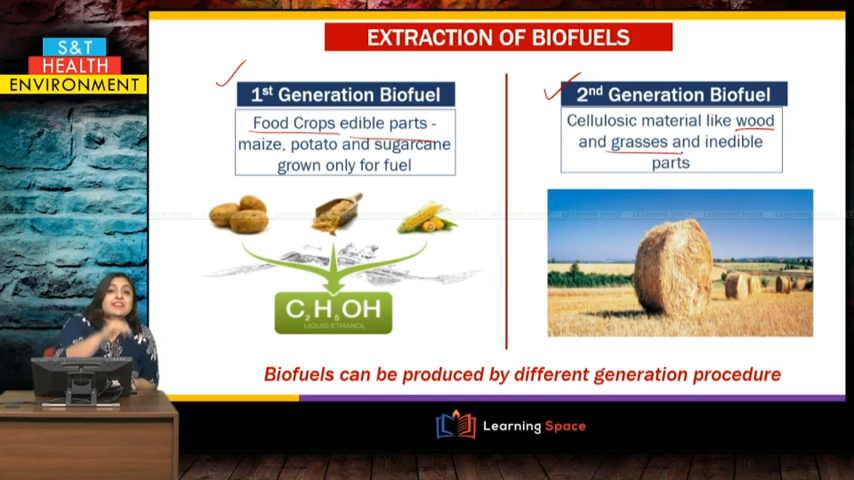 S&T
HEALTH
ENVIRONMENT
EXTRACTION OF BIOFUELS
1st Generation Biofuel
Food Crops edible parts -
maize, potato and sugarcane
grown only for fuel
C2H5OH
LIQUID ETHANOL
2nd Generation Biofuel
Cellulosic material like wood
and grasses and inedible
parts
Biofuels can be produced by different generation procedure
Learning Space